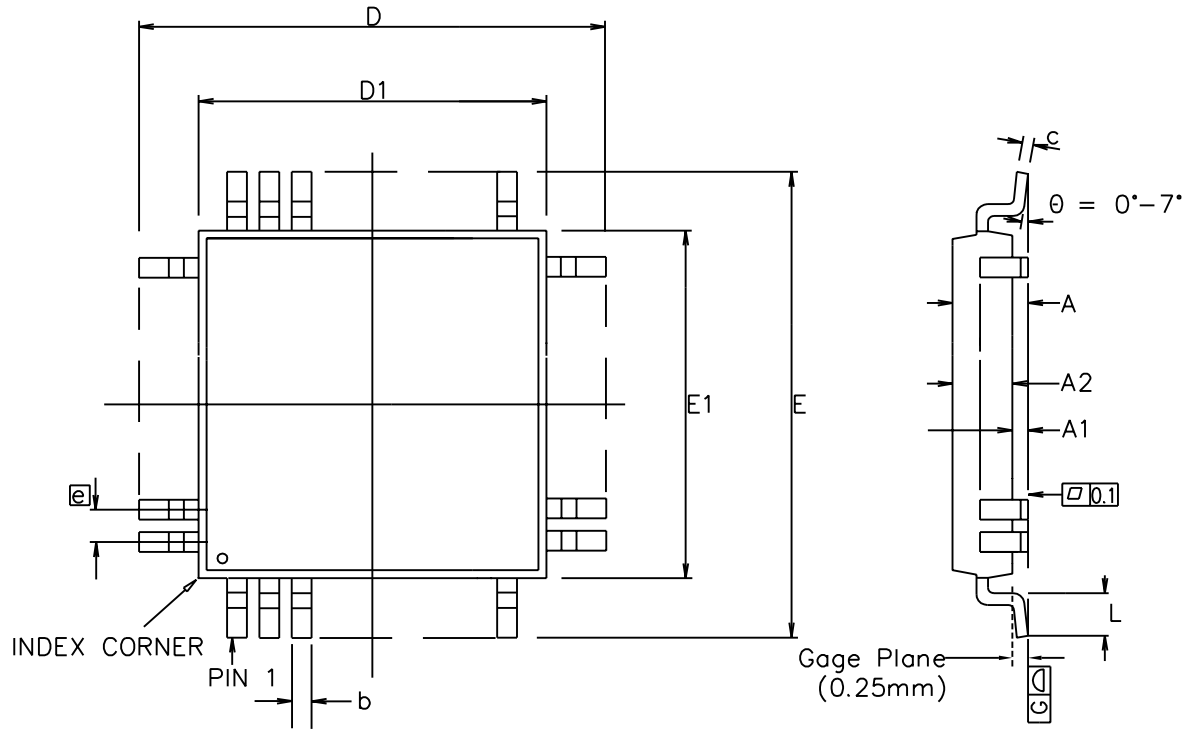 D
D1
c
Θ = 0°-7°
A
E1
E
A2
A1
e
0.1
L
INDEX CORNER
PIN 1
b
Gage Plane
(0.25mm)
G